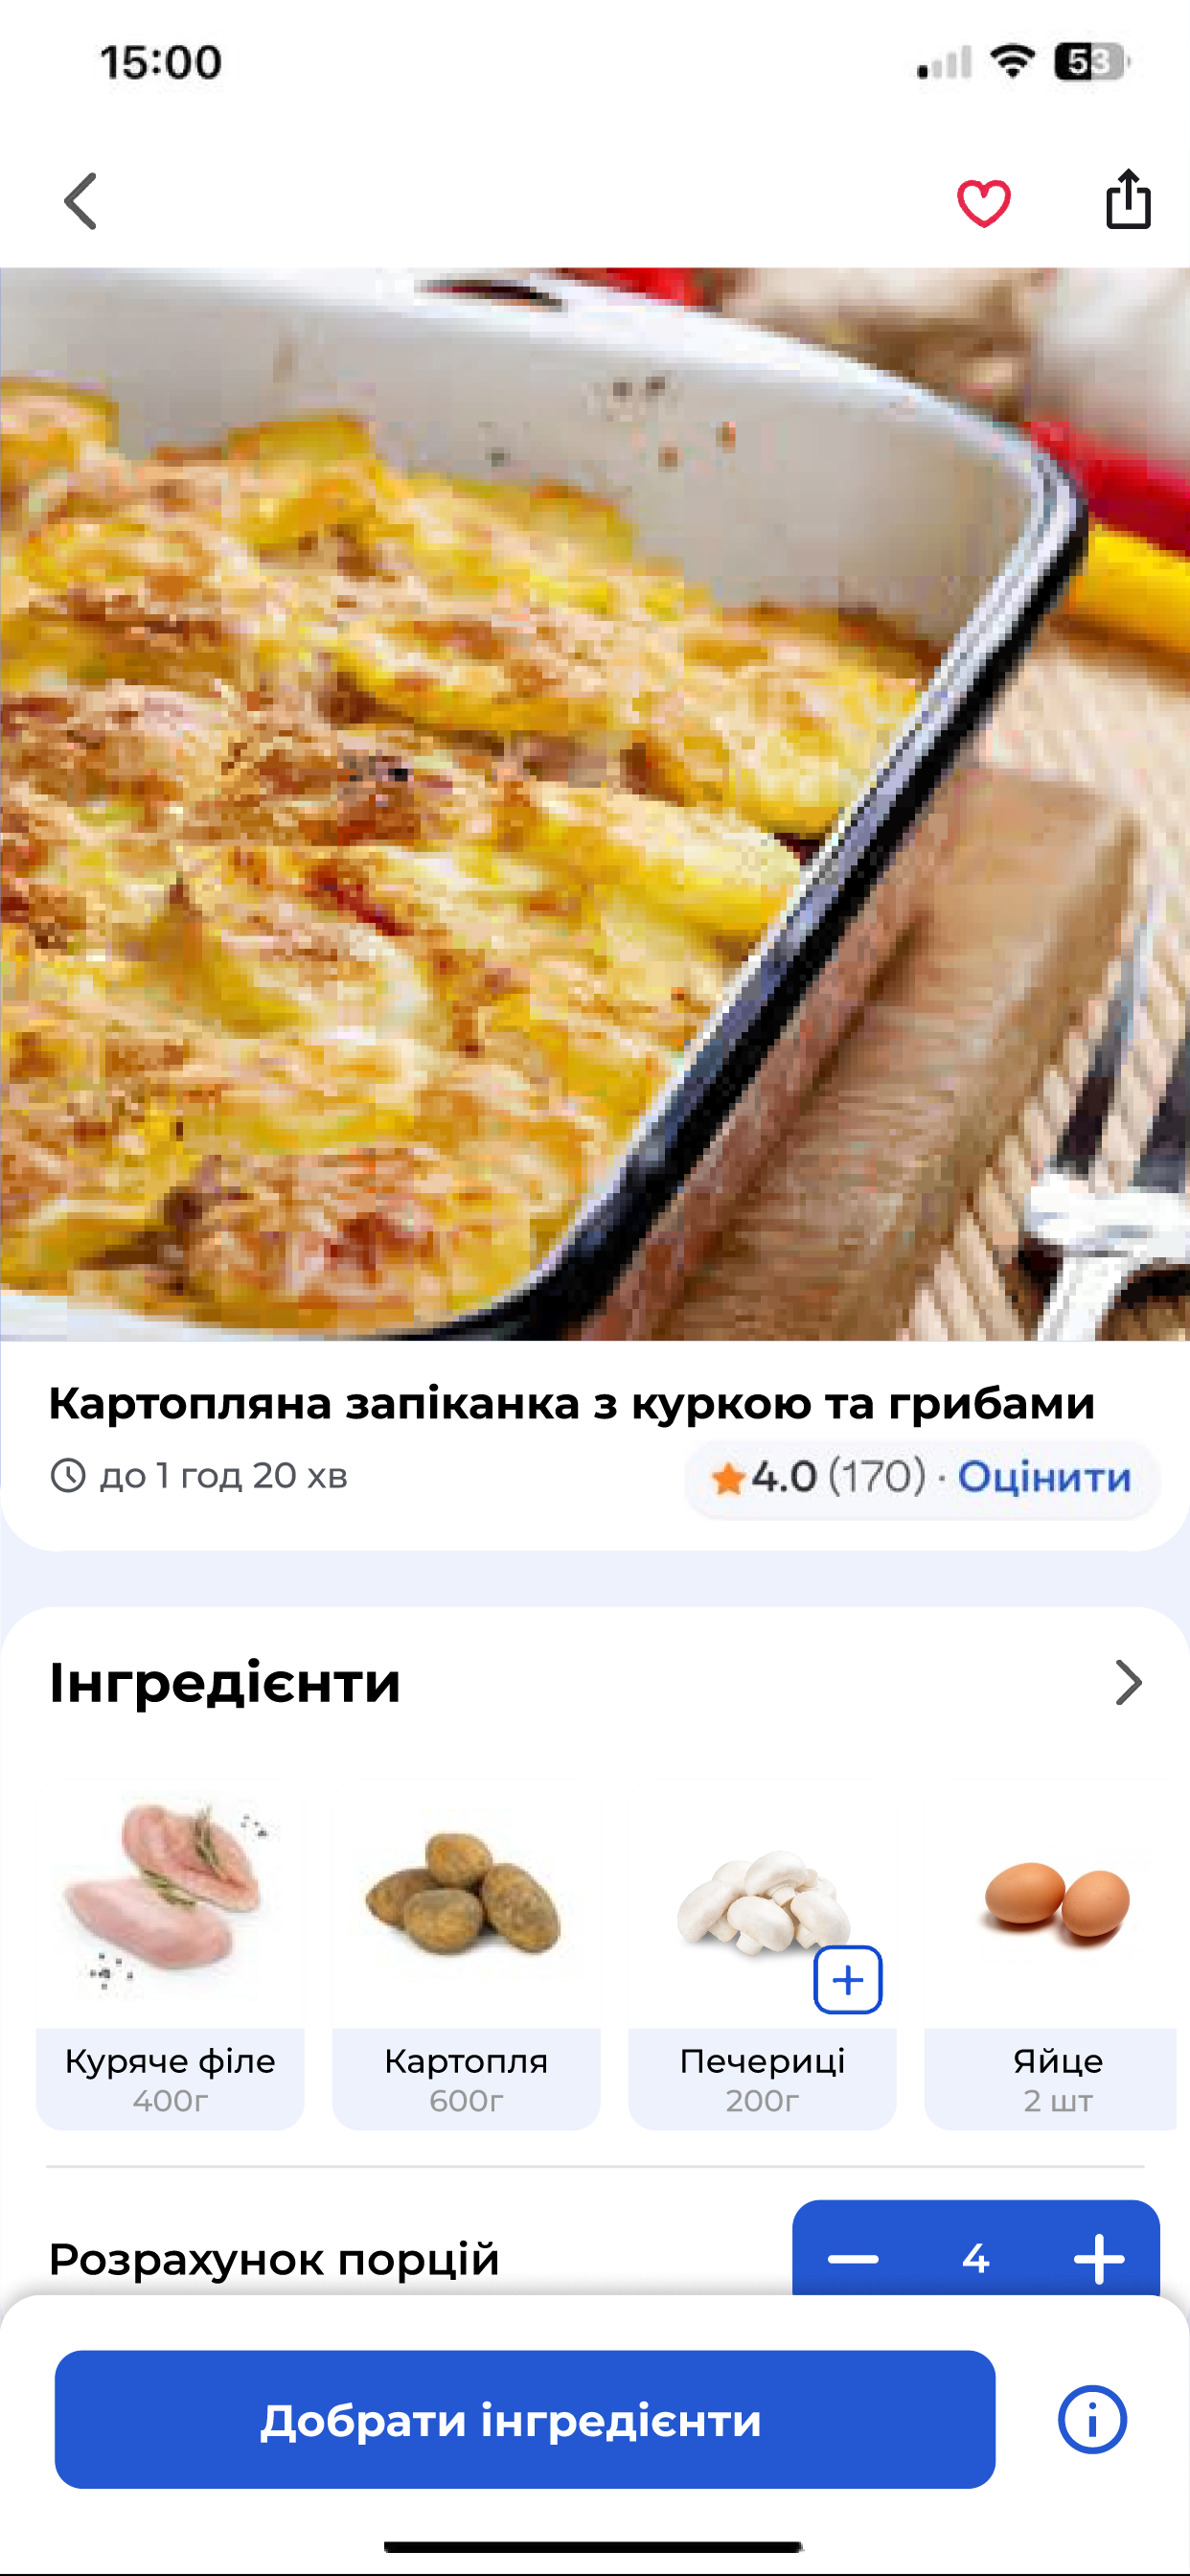 15:00
53
Картопляна запіканка з куркою та грибами
до 1 год 20 хв
4.0 (170) · Оцінити
Інгредієнти
Куряче філе
400г
Картопля
600г
Печериці
200г
Яйце
2 шт
Розрахунок порцій
4
Добрати інгредієнти